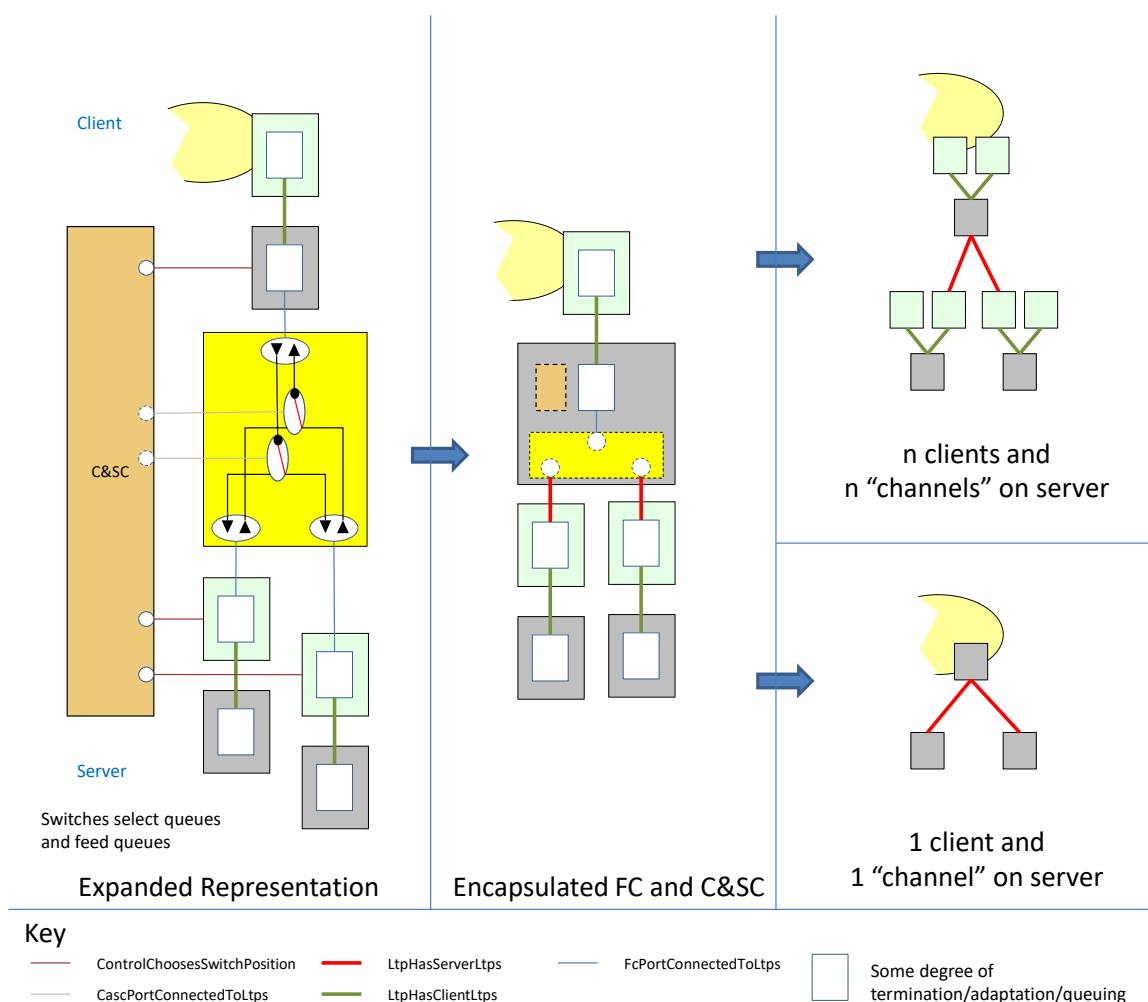 Client
C&SC
Server
Switches select queues
and feed queues
Expanded Representation
Encapsulated FC and C&SC
n clients and
n “channels” on server
1 client and
1 “channel” on server
Key
ControlChoosesSwitchPosition
LtpHasServerLtps
FcPortConnectedToLtps
CascPortConnectedToLtps
LtpHasClientLtps
Some degree of
termination/adaptation/queuing